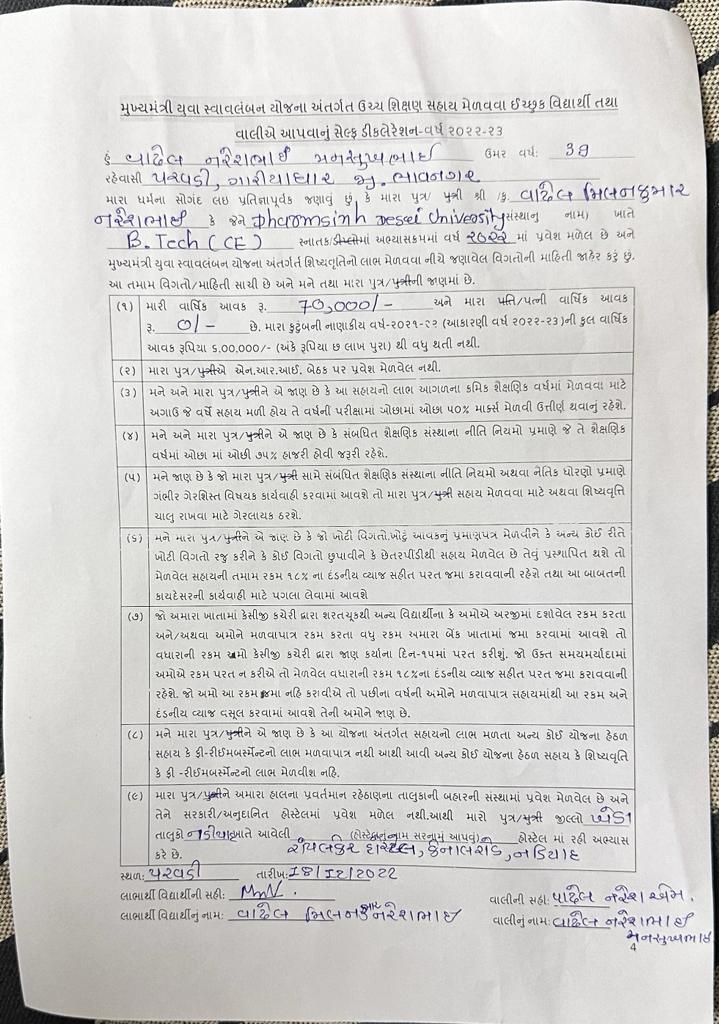 મુખ્યમંત્રી યુવા સ્વાવલંબન યોજના અંતર્ગત ઉચ્ચ શિક્ષણ સહાય મેળવવા ઈચ્છુક વિદ્યાર્થી તથા
વાલીએ આપવાનું સેલ્ફ ડીકલેરેશન-વર્ષ ૨૦૨૨-૨૩
હું વાઢેલ નરેશભાઈ મનસુખભાઈ ઉમર વર્ષ: 39
રહેવાસી પરવડી, ગારીયાધાર જી. ભાવનગર
મારા ધર્મના સોગંદ લઇ પ્રતિજ્ઞાપૂર્વક જણાવું છું કે મારા પુત્ર/ પુત્રી શ્રી /કુ વાઢેલ મિલનકુમાર
નરેશભાઈ કે જેને Dharamsinh Desai University સંસ્થાનુ નામ) ખાતે
B.Tech (CE) સ્નાતક/ડીપ્લોમાં અભ્યાસક્રમમાં વર્ષ ૨૦૨૨ માં પ્રવેશ મળેલ છે અને
મુખ્યમંત્રી યુવા સ્વાવલંબન યોજના અંતર્ગત શિષ્યવૃત્તિનો લાભ મેળવવા નીચે જણાવેલ વિગતોની માહિતી જાહેર કરું છું.
આ તમામ વિગતો/માહિતી સાચી છે અને મને તથા મારા પુત્ર/પુત્રીની જાણમાં છે.
(૧) મારી વાર્ષિક આવક રૂ. 70,000/- અને મારા પતિ/પત્ની વાર્ષિક આવક
રૂ. 0/- છે. મારા કુટુંબની નાણાકીય વર્ષ-૨૦૨૧-૨૨ (આકારણી વર્ષ ૨૦૨૨-૨૩)ની કુલ વાર્ષિક
આવક રૂપિયા ૬,૦૦,૦૦૦/- (અંકે રૂપિયા છ લાખ પુરા) થી વધુ થતી નથી.
(૨) મારા પુત્ર/પુત્રીએ એન.આર.આઈ. બેઠક પર પ્રવેશ મેળવેલ નથી.
(૩) મને અને મારા પુત્ર/પુત્રીને એ જાણ છે કે આ સહાયનો લાભ આગળના ક્રમિક શૈક્ષણિક વર્ષમાં મેળવવા માટે
અગાઉ જે વર્ષે સહાય મળી હોય તે વર્ષની પરીક્ષામાં ઓછામાં ઓછા ૫૦% માર્ક્સ મેળવી ઉત્તીર્ણ થવાનું રહેશે.
(૪) મને અને મારા પુત્ર/પુત્રીને એ જાણ છે કે સંબધિત શૈક્ષણિક સંસ્થાના નીતિ નિયમો પ્રમાણે જે તે શૈક્ષણિક
વર્ષમાં ઓછા માં ઓછી ૭૫% હાજરી હોવી જરૂરી રહેશે.
(૫) મને જાણ છે કે જો મારા પુત્ર/પુત્રી સામે સંબંધિત શૈક્ષણિક સંસ્થાના નીતિ નિયમો અથવા નૈતિક ધોરણો પ્રમાણે
ગંભીર ગેરશિસ્ત વિષયક કાર્યવાહી કરવામાં આવશે તો મારા પુત્ર/પુત્રી સહાય મેળવવા માટે અથવા શિષ્યવૃત્તિ
ચાલુ રાખવા માટે ગેરલાયક ઠરશે.
(૬) મને મારા પુત્ર/પુત્રીને એ જાણ છે કે જો ખોટી વિગતો,ખોટું આવકનું પ્રમાણપત્ર મેળવીને કે અન્ય કોઈ રીતે
ખોટી વિગતો રજુ કરીને કે કોઈ વિગતો છુપાવીને કે છેતરપીંડીથી સહાય મેળવેલ છે તેવું પ્રસ્થાપિત થશે તો
મેળવેલ સહાયની તમામ રકમ ૧૮% ના દંડનીય વ્યાજ સહીત પરત જમા કરાવવાની રહેશે તથા આ બાબતની
કાયદેસરની કાર્યવાહી માટે પગલા લેવામાં આવશે
(૭) જો અમારા ખાતામાં કેસીજી કચેરી દ્વારા શરતચૂકથી અન્ય વિદ્યાર્થીના કે અમોએ અરજીમાં દર્શાવેલ રકમ કરતા
અને/અથવા અમોને મળવાપાત્ર રકમ કરતા વધુ રકમ અમારા બેંક ખાતામાં જમા કરવામાં આવશે તો
વધારાની રકમ અમો કેસીજી કચેરી દ્વારા જાણ કર્યાના દિન-૧૫માં પરત કરીશું. જો ઉક્ત સમયમર્યાદામાં
અમોએ રકમ પરત ન કરીએ તો મેળવેલ વધારાની રકમ ૧૮%ના દંડનીય વ્યાજ સહીત પરત જમા કરાવવાની
રહેશે. જો અમો આ રકમ જમા નહિ કરાવીએ તો પછીના વર્ષની અમોને મળવાપાત્ર સહાયમાંથી આ રકમ અને
દંડનીય વ્યાજ વસૂલ કરવામાં આવશે તેની અમોને જાણ છે.
(૮) મને મારા પુત્ર/પુત્રીને એ જાણ છે કે આ યોજના અંતર્ગત સહાયનો લાભ મળતા અન્ય કોઈ યોજના હેઠળ
સહાય કે ફી-રીઈમબર્સ્મેન્ટનો લાભ મળવાપાત્ર નથી આથી આવી અન્ય કોઈ યોજના હેઠળ સહાય કે શિષ્યવૃતિ
કે ફી -રીઈમબર્સ્મેન્ટનો લાભ મેળવીશ નહિ.
(૯) મારા પુત્ર/પુત્રીને અમારા હાલના પ્રવર્તમાન રહેઠાણના તાલુકાની બહારની સંસ્થામાં પ્રવેશ મેળવેલ છે અને
તેને સરકારી/અનુદાનિત હોસ્ટેલમાં પ્રવેશ મળેલ નથી.આથી મારો પુત્ર/પુત્રી જીલ્લો ખેડા
તાલુકો નડીયાદ ખાતે આવેલી (હોસ્ટેલનું નામ સરનામું આપવું) હોસ્ટેલ માં રહી અભ્યાસ
કરે છે. હોસ્ટેલ, કેનાલરોડ, નડિયાદ
સ્થળ: પરવડી તારીખ: 18/12/2022
લાભાર્થી વિદ્યાર્થીની સહી: વાલીની સહી: વાઢેલ નરેશ એમ.
લાભાર્થી વિદ્યાર્થીનું નામ: વાઢેલ મિલનકુમાર નરેશભાઈ વાલીનું નામ: વાઢેલ નરેશભાઈ
મનસુખભાઇ
4